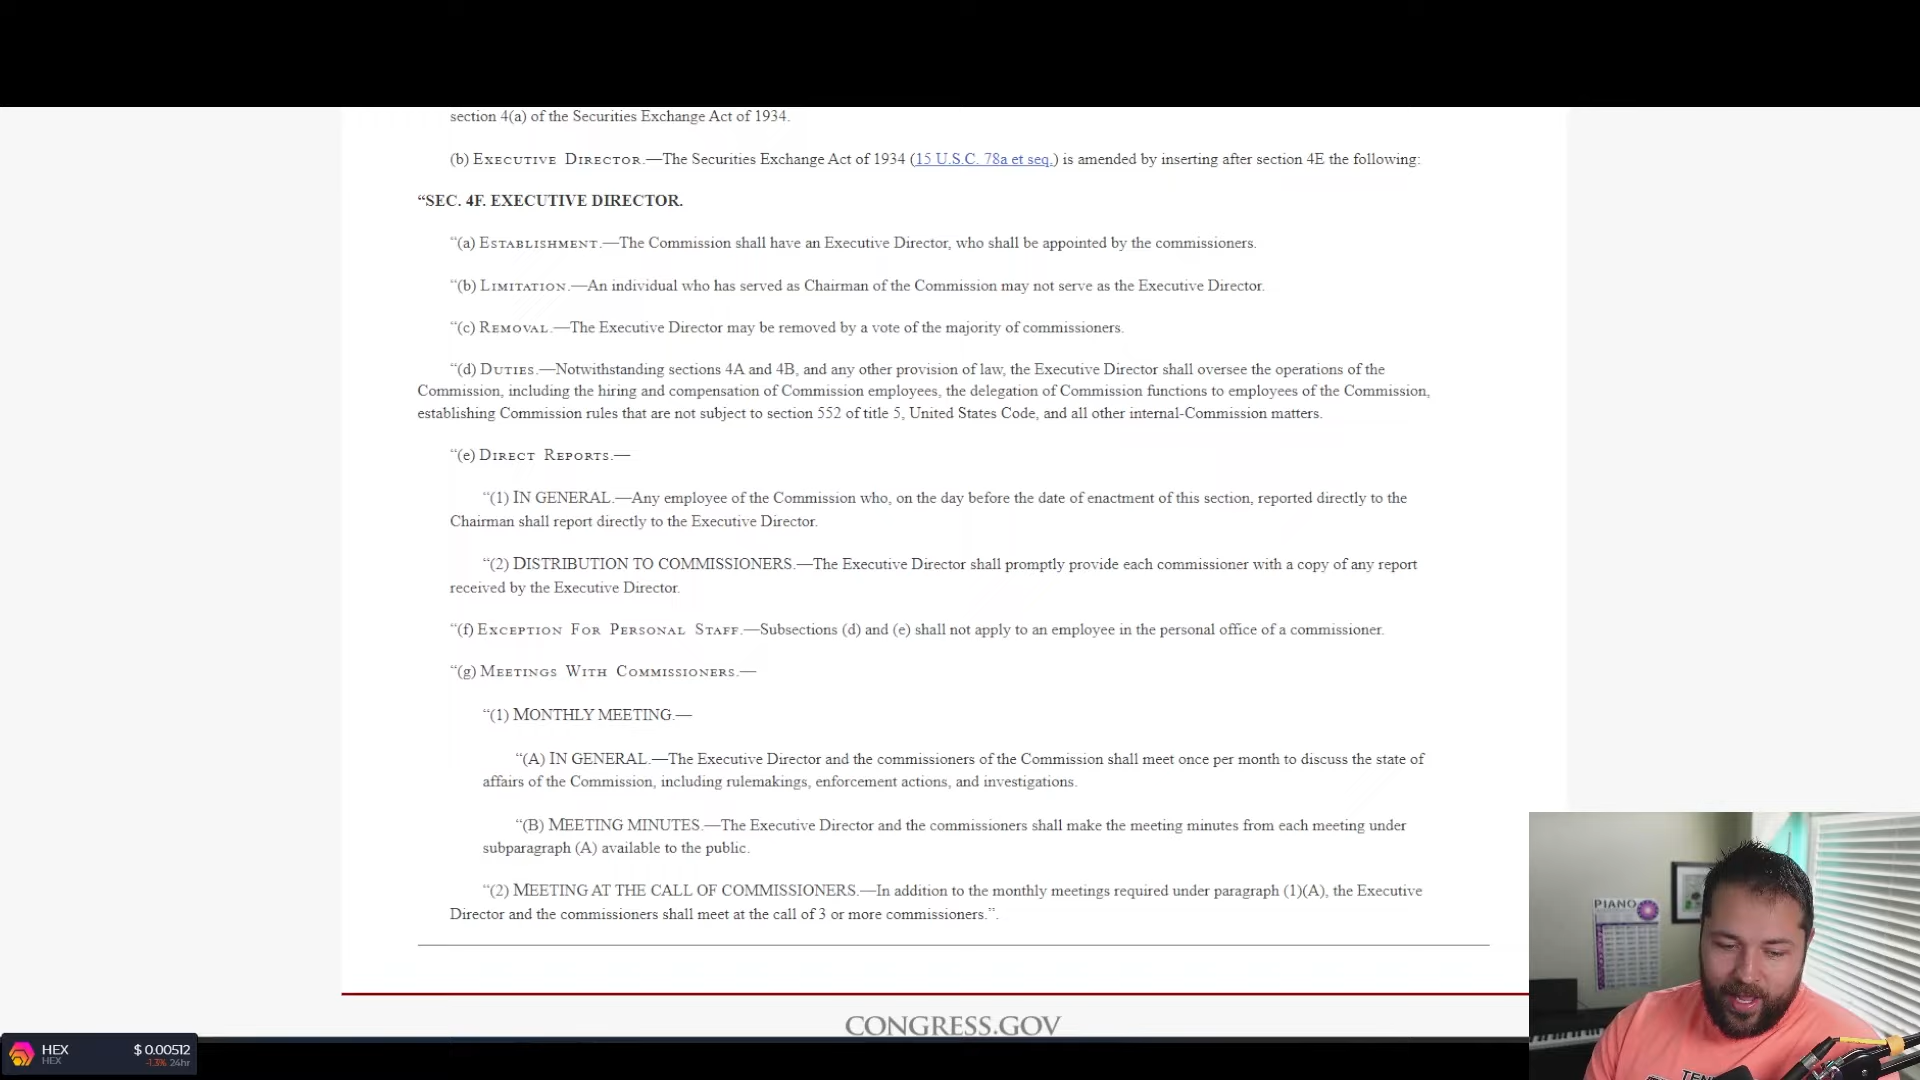 section 4(a) of the Securities Exchange Act of 1934.
(b) EXECUTIVE DIRECTOR.—The Securities Exchange Act of 1934 (15 U.S.C. 78a et seq.) is amended by inserting after section 4E the following:
“SEC. 4F. EXECUTIVE DIRECTOR.
“(a) ESTABLISHMENT.—The Commission shall have an Executive Director, who shall be appointed by the commissioners.
“(b) LIMITATION.—An individual who has served as Chairman of the Commission may not serve as the Executive Director.
“(c) REMOVAL.—The Executive Director may be removed by a vote of the majority of commissioners.
“(d) DUTIES.—Notwithstanding sections 4A and 4B, and any other provision of law, the Executive Director shall oversee the operations of the
Commission, including the hiring and compensation of Commission employees, the delegation of Commission functions to employees of the Commission,
establishing Commission rules that are not subject to section 552 of title 5, United States Code, and all other internal-Commission matters.
“(e) DIRECT REPORTS.—
“(1) IN GENERAL.—Any employee of the Commission who, on the day before the date of enactment of this section, reported directly to the
Chairman shall report directly to the Executive Director.
“(2) DISTRIBUTION TO COMMISSIONERS.—The Executive Director shall promptly provide each commissioner with a copy of any report
received by the Executive Director.
“(f) EXCEPTION FOR PERSONAL STAFF.—Subsections (d) and (e) shall not apply to an employee in the personal office of a commissioner.
“(g) MEETINGS WITH COMMISSIONERS.—
“(1) MONTHLY MEETING.—
“(A) IN GENERAL.—The Executive Director and the commissioners of the Commission shall meet once per month to discuss the state of
affairs of the Commission, including rulemakings, enforcement actions, and investigations.
“(B) MEETING MINUTES.—The Executive Director and the commissioners shall make the meeting minutes from each meeting under
subparagraph (A) available to the public.
“(2) MEETING AT THE CALL OF COMMISSIONERS.—In addition to the monthly meetings required under paragraph (1)(A), the Executive
Director and the commissioners shall meet at the call of 3 or more commissioners.”.
PIANO
CONGRESS.GOV
HEX $ 0.00512
HEX -1.3% 24hr